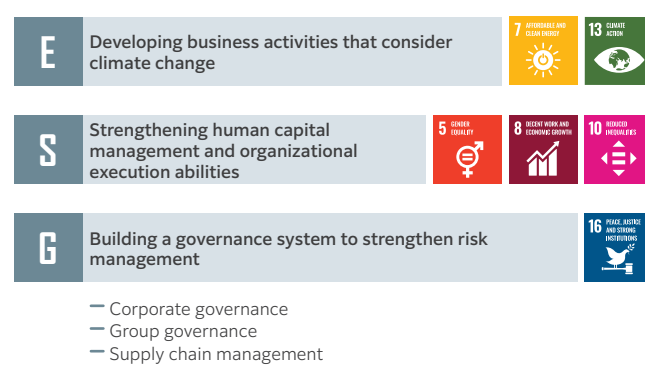 E
Developing business activities that consider
climate change
7 AFFORDABLE AND
CLEAN ENERGY
13 CLIMATE
ACTION
S
Strengthening human capital
management and organizational
execution abilities
5 GENDER
EQUALITY
8 DECENT WORK AND
ECONOMIC GROWTH
10 REDUCED
INEQUALITIES
G
Building a governance system to strengthen risk
management
16 PEACE, JUSTICE
AND STRONG
INSTITUTIONS
— Corporate governance
— Group governance
— Supply chain management